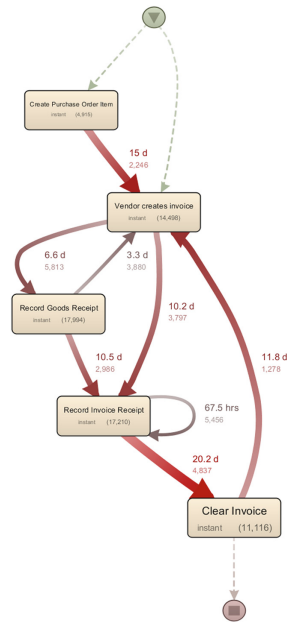 Create Purchase Order Item
instant (4,915)
15 d
2,246
Vendor creates invoice
instant (14,498)
6.6 d
5,813
3.3 d
3,880
Record Goods Receipt
instant (17,994)
10.2 d
3,797
10.5 d
2,986
11.8 d
1,278
Record Invoice Receipt
instant (17,210)
67.5 hrs
5,456
20.2 d
4,837
Clear Invoice
instant (11,116)